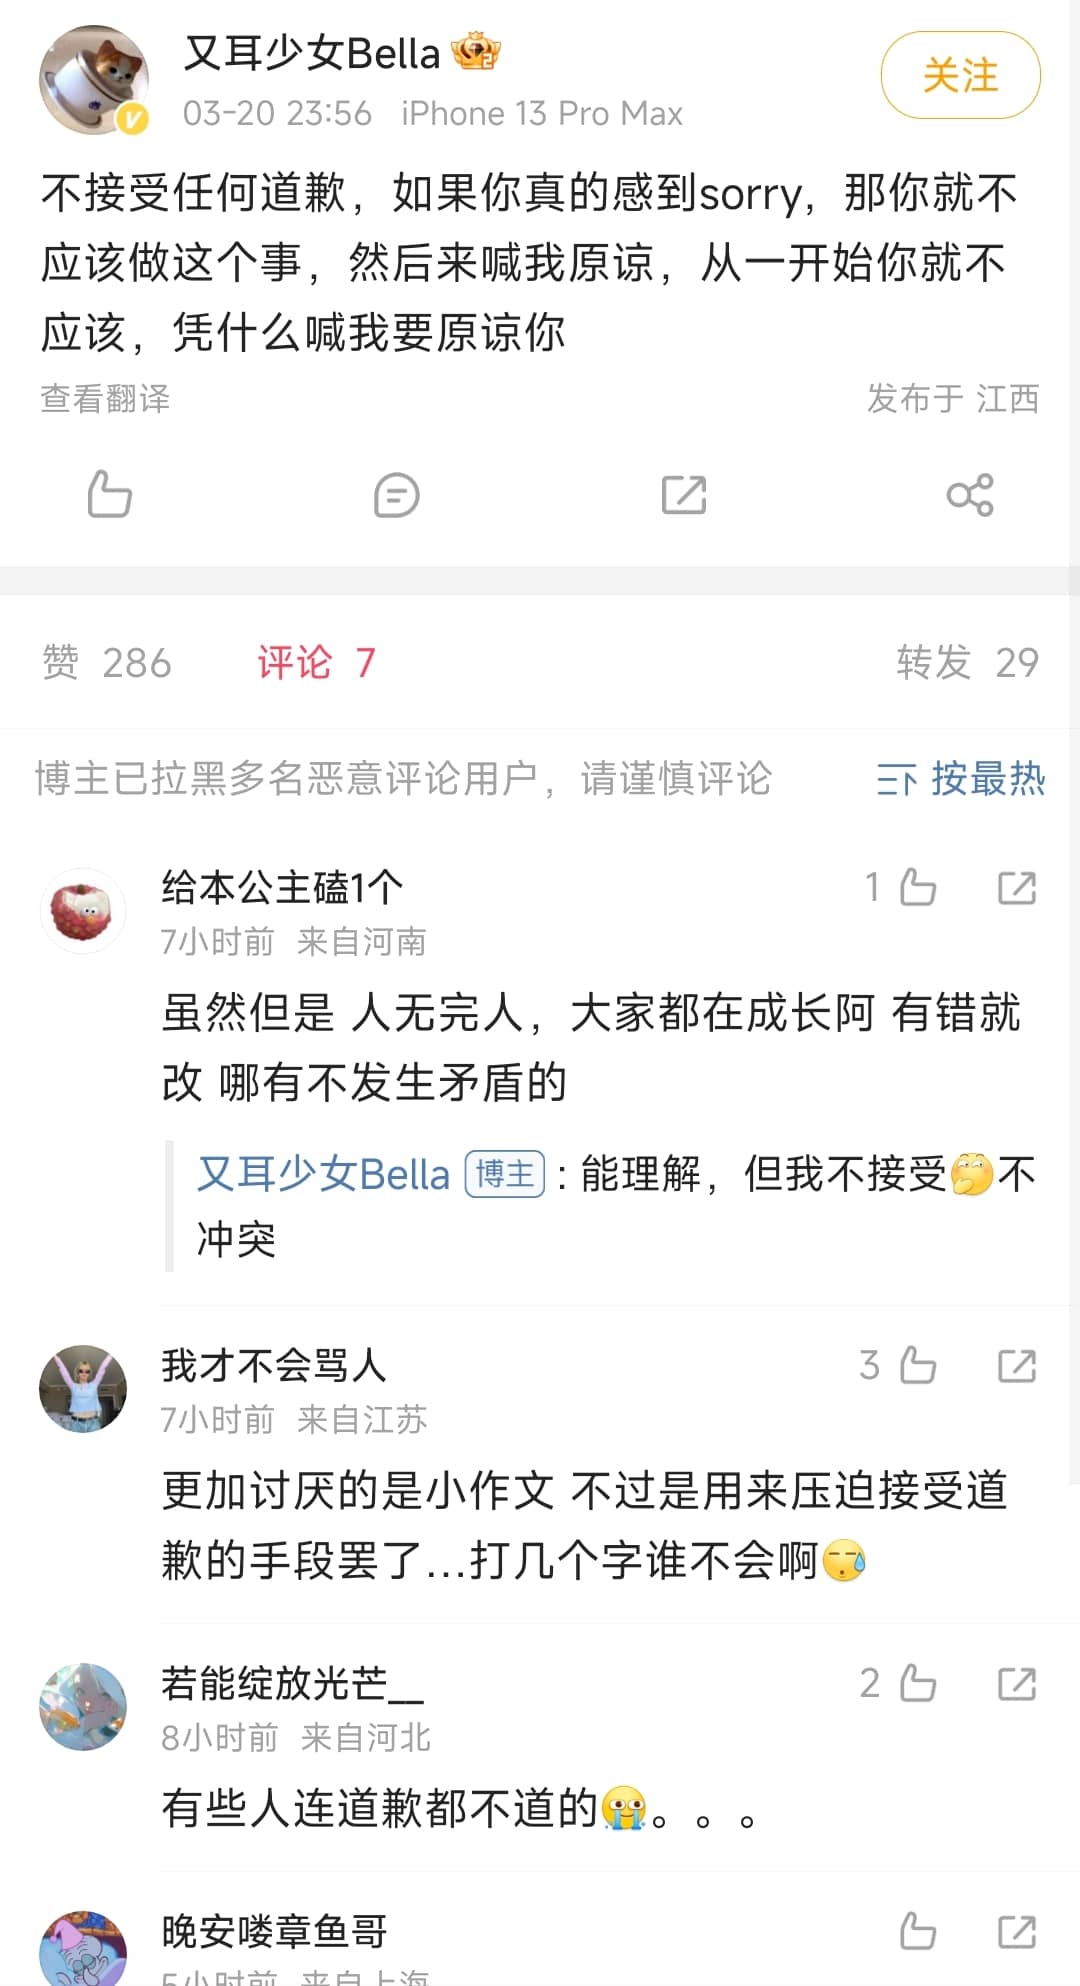 又耳少女Bella
03-20 23:56 iPhone 13 Pro Max
关注
不接受任何道歉，如果你真的感到sorry，那你就不
应该做这个事，然后来喊我原谅，从一开始你就不
应该，凭什么喊我要原谅你
查看翻译 发布于 江西
赞 286 评论 7 转发 29
博主已拉黑多名恶意评论用户，请谨慎评论 按最热
给本公主磕1个 1
7小时前 来自河南
虽然但是 人无完人，大家都在成长阿 有错就
改 哪有不发生矛盾的
又耳少女Bella 博主：能理解，但我不接受🤔不
冲突
我才不会骂人 3
7小时前 来自江苏
更加讨厌的是小作文 不过是用来压迫接受道
歉的手段罢了...打几个字谁不会啊😓
若能绽放光芒__ 2
8小时前 来自河北
有些人连道歉都不道的😭。。。
晚安喽章鱼哥
5小时前 来自上海